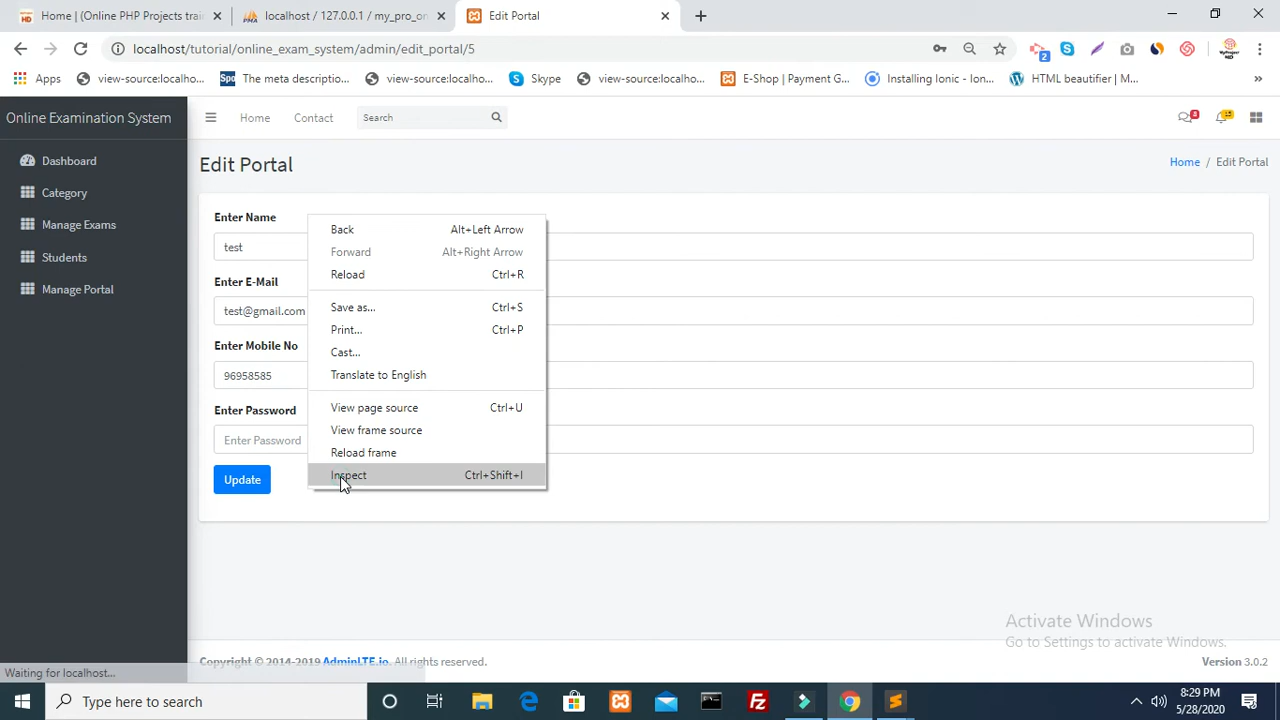 Home | (Online PHP Projects trai
localhost / 127.0.0.1 / my_pro_on
Edit Portal
localhost/tutorial/online_exam_system/admin/edit_portal/5
2
Apps
view-source:localho...
Spo
The meta descriptio...
view-source:localho...
Skype
view-source:localho...
E-Shop | Payment G...
Installing Ionic - Ion...
HTML beautifier | M...
Online Examination System
Home
Contact
Search
Dashboard
Category
Manage Exams
Students
Manage Portal
Edit Portal
Home / Edit Portal
Enter Name
test
Enter E-Mail
test@gmail.com
Enter Mobile No
96958585
Enter Password
Enter Password
Update
Back Alt+Left Arrow
Forward Alt+Right Arrow
Reload Ctrl+R
Save as... Ctrl+S
Print... Ctrl+P
Cast...
Translate to English
View page source Ctrl+U
View frame source
Reload frame
Inspect Ctrl+Shift+I
Activate Windows
Go to Settings to activate Windows.
Copyright © 2014-2019 AdminLTE.io. All rights reserved.
Version 3.0.2
Waiting for localhost...
Type here to search
8:29 PM
5/28/2020